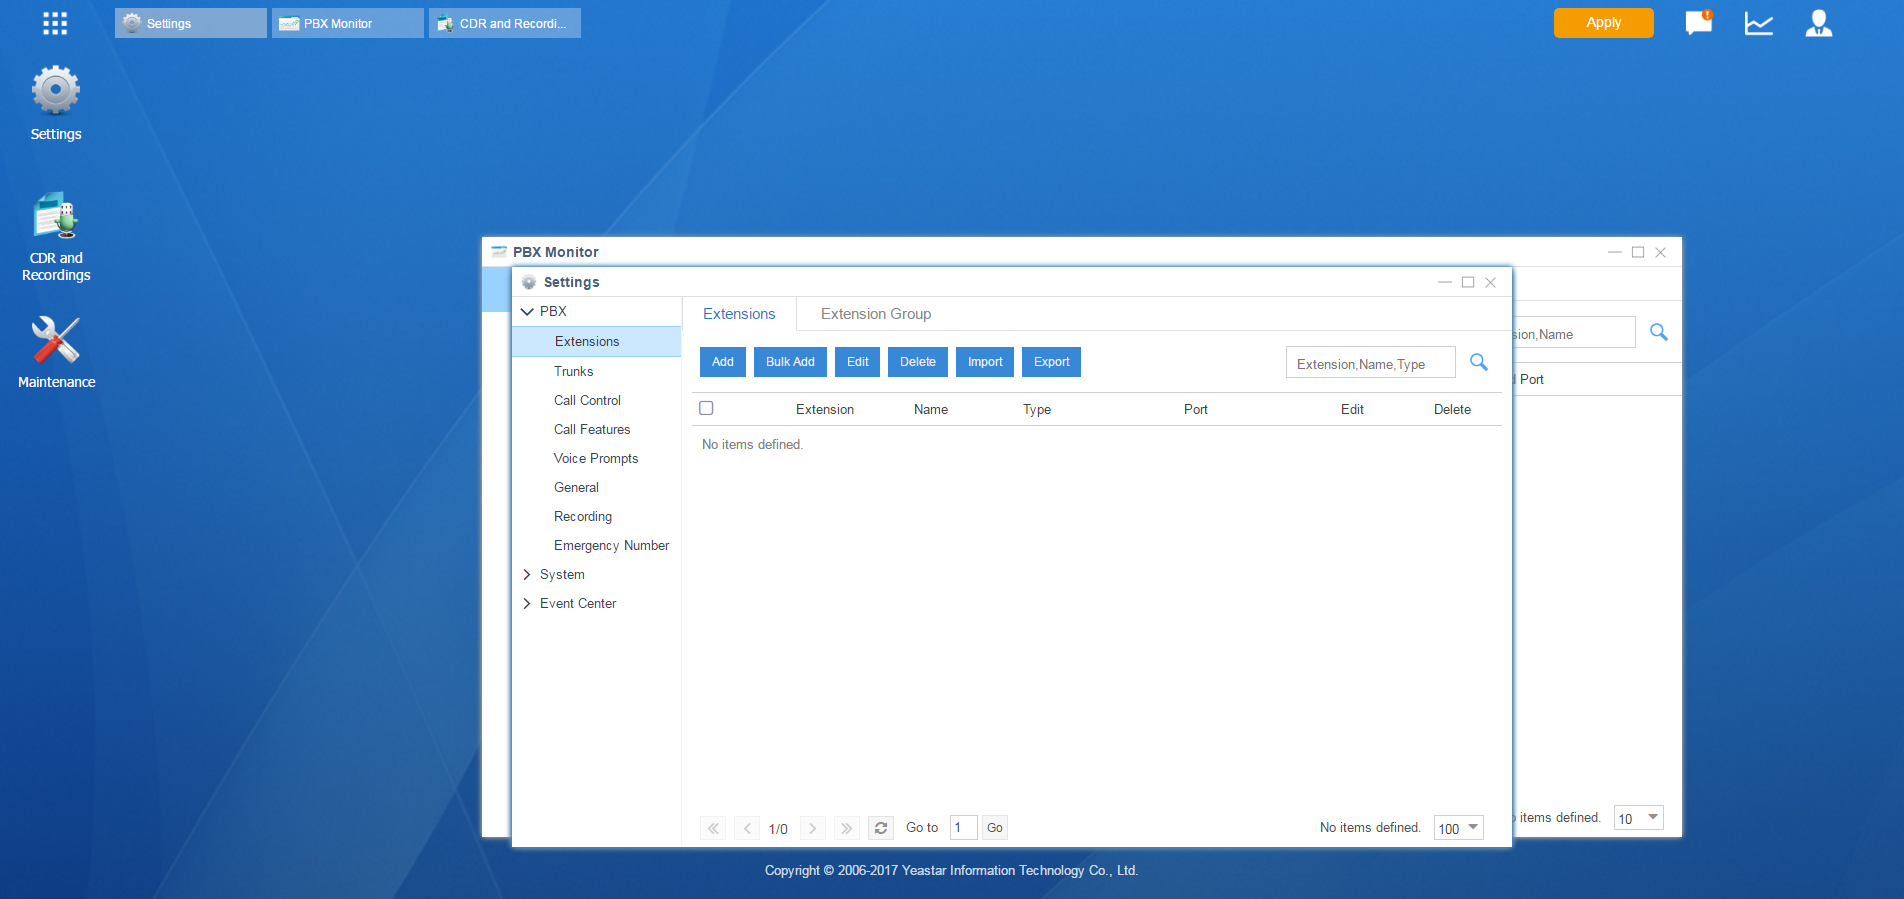 Settings
PBX Monitor
CDR and Recordi...
Apply
Settings
CDR and
Recordings
Maintenance
PBX Monitor
Settings
PBX
Extensions
Trunks
Call Control
Call Features
Voice Prompts
General
Recording
Emergency Number
System
Event Center
Extensions
Extension Group
Add
Bulk Add
Edit
Delete
Import
Export
Extension,Name,Type
Extension
Name
Type
Port
Edit
Delete
No items defined.
1/0
Go to
1
Go
No items defined.
100
sion,Name
Port
items defined.
10
Copyright © 2006-2017 Yeastar Information Technology Co., Ltd.